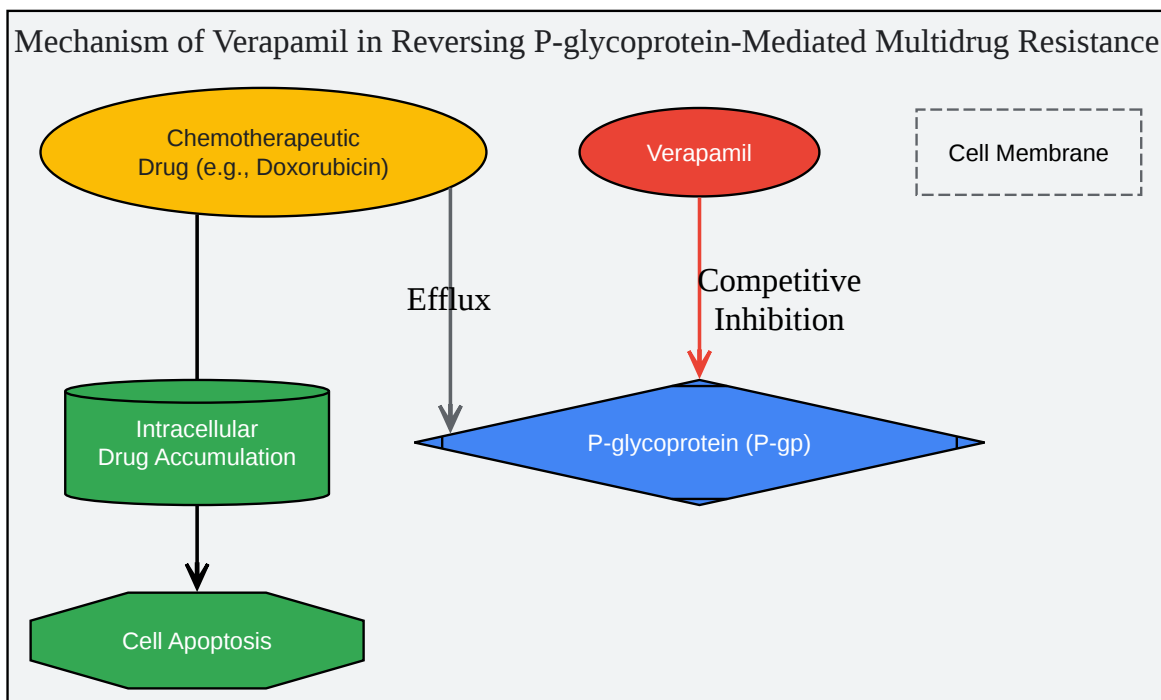 Mechanism of Verapamil in Reversing P-glycoprotein-Mediated Multidrug Resistance
Chemotherapeutic
Drug (e.g., Doxorubicin)
Verapamil
Cell Membrane
Efflux
Competitive
Inhibition
Intracellular
Drug Accumulation
P-glycoprotein (P-gp)
Cell Apoptosis